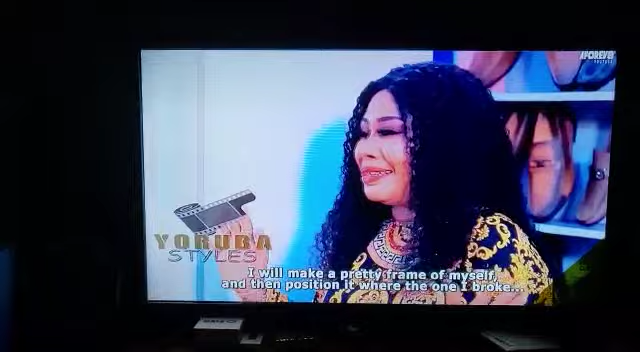 YORUBA
STYLES
I will make a pretty frame of myself,
and then position it where the one I broke...